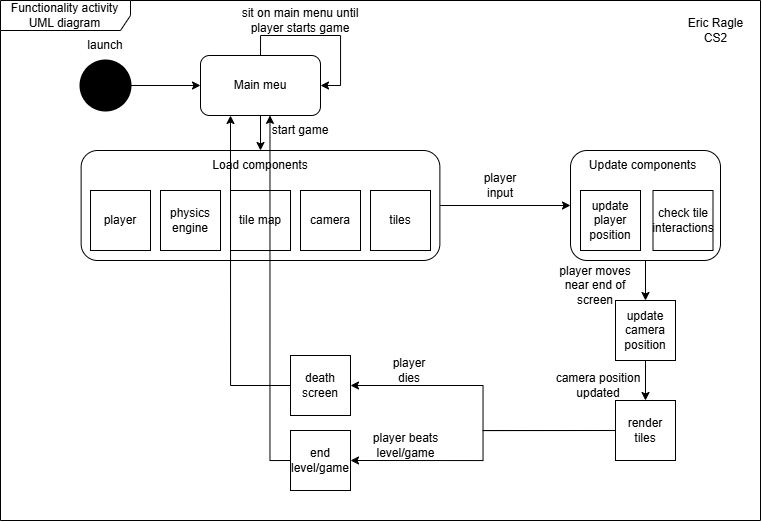 Functionality activity
UML diagram
Eric Ragle
CS2
sit on main menu until
player starts game
launch
Main meu
start game
Load components
player
physics
engine
tile map
camera
tiles
player
input
Update components
update
player
position
check tile
interactions
player moves
near end of
screen
update
camera
position
camera position
updated
render
tiles
player
dies
death
screen
player beats
level/game
end
level/game